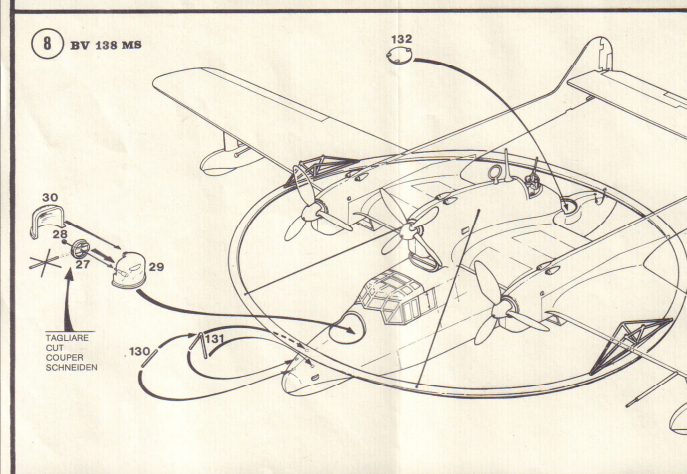 8 BV 138 MS
132
30
28
27
29
TAGLIARE
CUT
COUPER
SCHNEIDEN
130
131